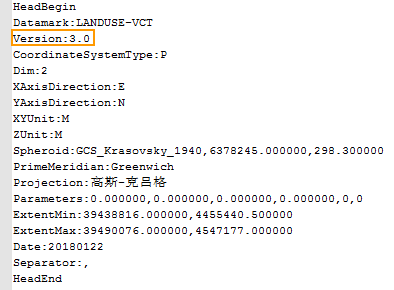 HeadBegin
Datamark:LANDUSE-VCT
Version:3.0
CoordinateSystemType:P
Dim:2
XAxisDirection:E
YAxisDirection:N
XYUnit:M
ZUnit:M
Spheroid:GCS_Krasovsky_1940,6378245.000000,298.300000
PrimeMeridian:Greenwich
Projection:高斯-克吕格
Parameters:0.000000,0.000000,0.000000,0.000000,0,0
ExtentMin:39438816.000000,4455440.500000
ExtentMax:39490076.000000,4547177.000000
Date:20180122
Separator:,
HeadEnd